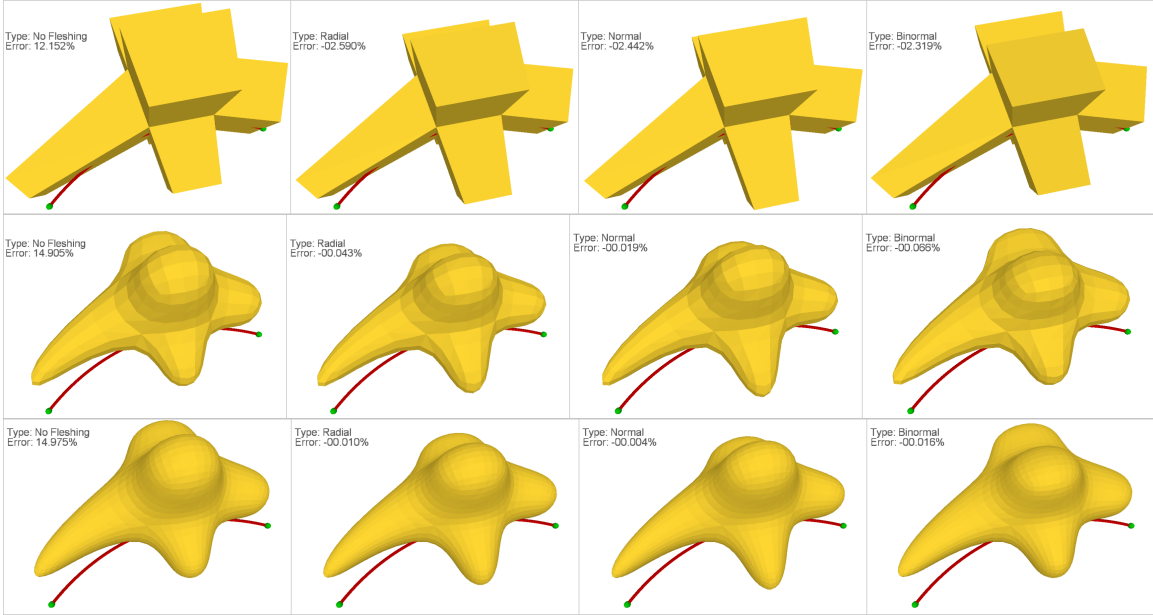 Type: No Fleshing
Error: 12.152%
Type: Radial
Error: -02.590%
Type: Normal
Error: -02.442%
Type: Binormal
Error: -02.319%
Type: No Fleshing
Error: 14.905%
Type: Radial
Error: -00.043%
Type: Normal
Error: -00.019%
Type: Binormal
Error: -00.066%
Type: No Fleshing
Error: 14.975%
Type: Radial
Error: -00.010%
Type: Normal
Error: -00.004%
Type: Binormal
Error: -00.016%